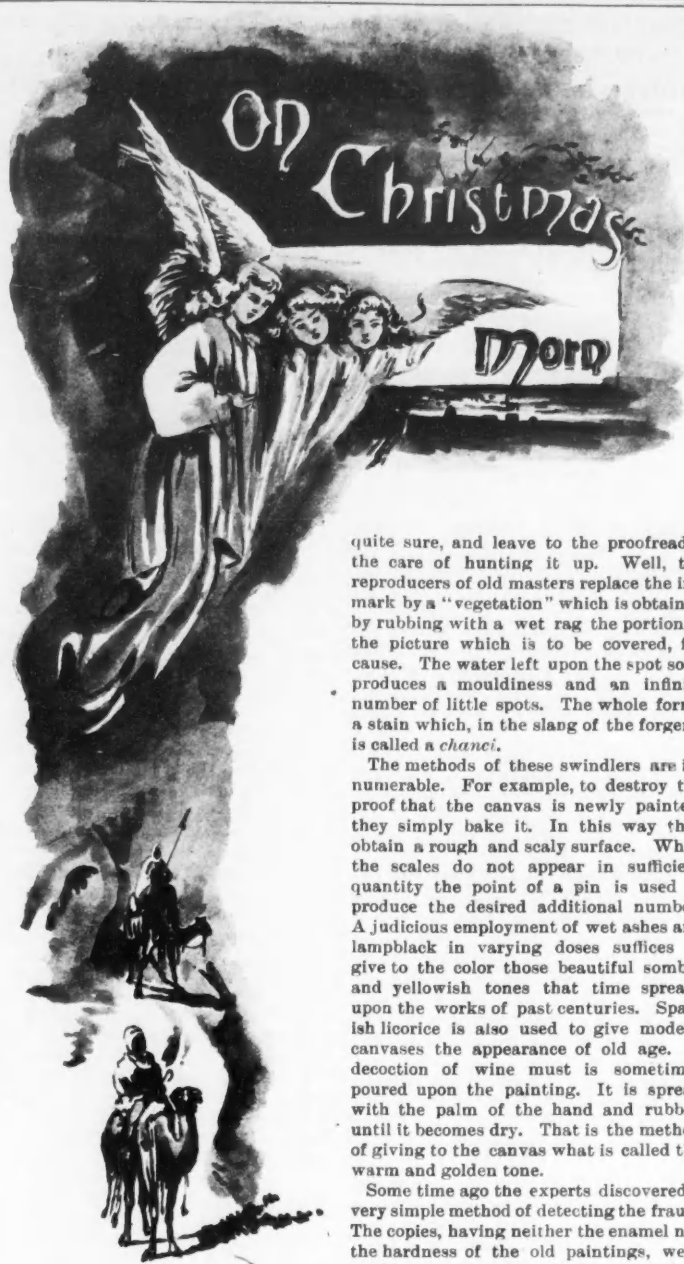 On
Christmas
Morn
quite sure, and leave to the proofread
the care of hunting it up. Well, t
reproducers of old masters replace the i
mark by a "vegetation" which is obtain
by rubbing with a wet rag the portion
the picture which is to be covered, f
cause. The water left upon the spot so
produces a mouldiness and an infin
number of little spots. The whole for
a stain which, in the slang of the forger
is called a chanci.
The methods of these swindlers are i
numerable. For example, to destroy t
proof that the canvas is newly painte
they simply bake it. In this way the
obtain a rough and scaly surface. Wh
the scales do not appear in sufficie
quantity the point of a pin is used
produce the desired additional numb
A judicious employment of wet ashes a
lampblack in varying doses suffices
give to the color those beautiful somb
and yellowish tones that time sprea
upon the works of past centuries. Spa
ish licorice is also used to give mode
canvases the appearance of old age.
decoction of wine must is sometim
poured upon the painting. It is spre
with the palm of the hand and rubb
until it becomes dry. That is the meth
of giving to the canvas what is called t
warm and golden tone.
Some time ago the experts discovered
very simple method of detecting the frau
The copies, having neither the enamel n
the hardness of the old paintings, we